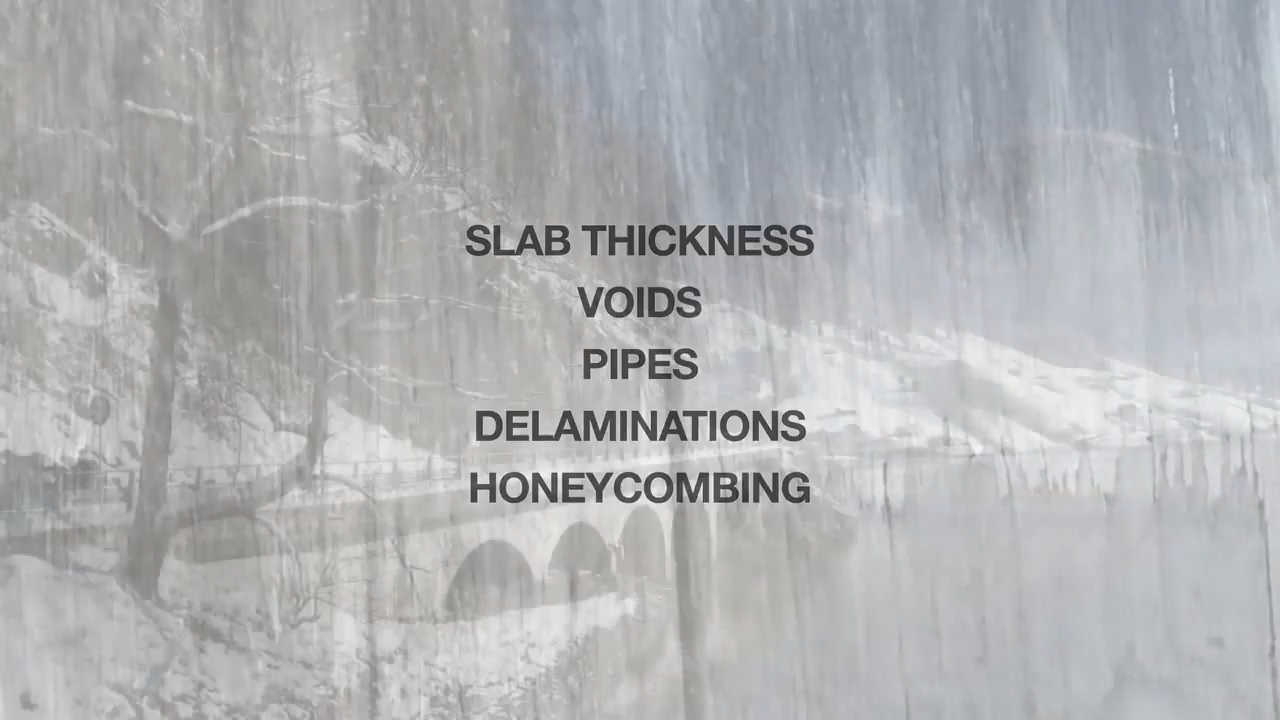 SLAB THICKNESS
VOIDS
PIPES
DELAMINATIONS
HONEYCOMBING